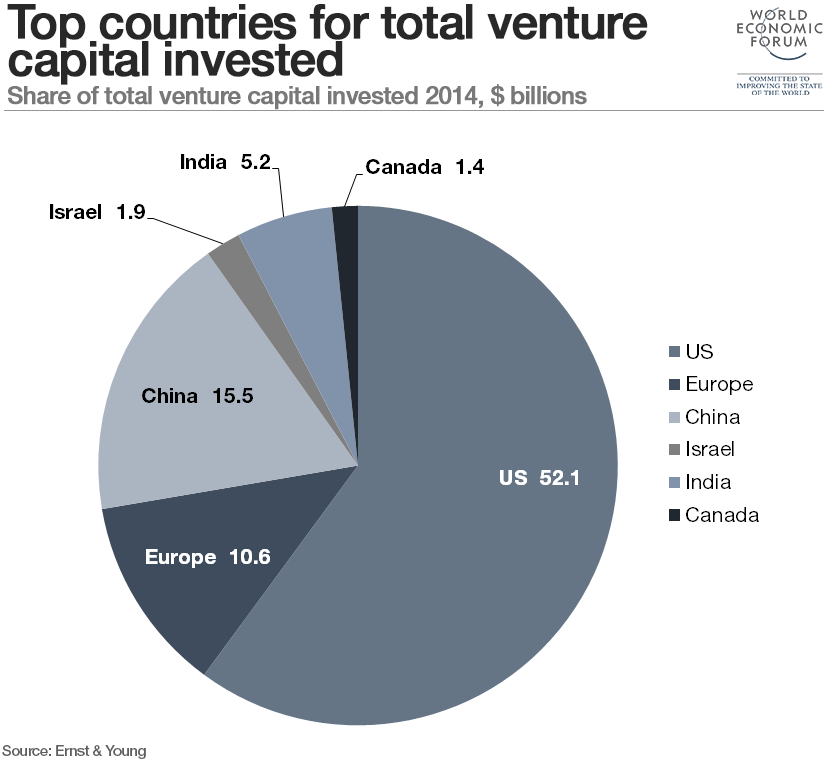 Top countries for total venture
capital invested
Share of total venture capital invested 2014, $ billions
WORLD
ECONOMIC
FORUM
COMMITTED TO
IMPROVING THE STATE
OF THE WORLD
India 5.2
Canada 1.4
Israel 1.9
China 15.5
US 52.1
Europe 10.6
US
Europe
China
Israel
India
Canada
Source: Ernst & Young